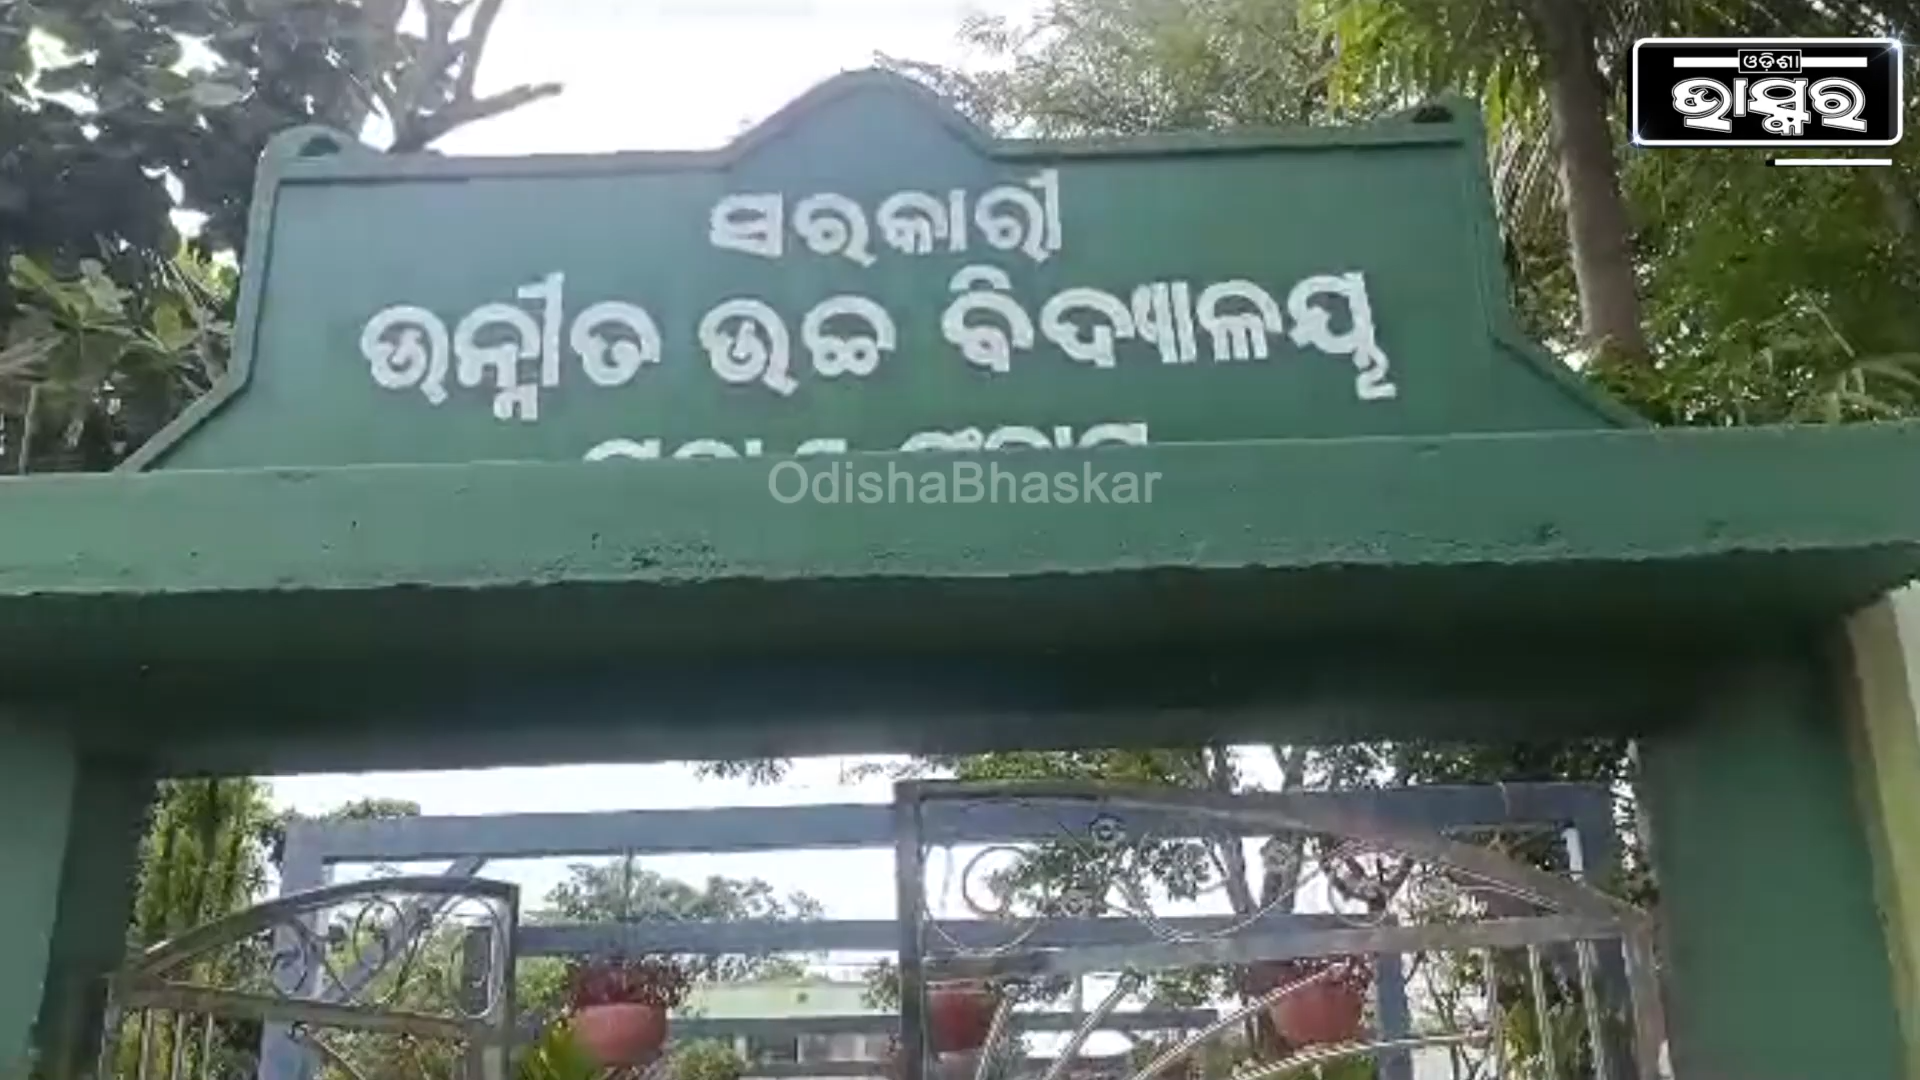 ଓଡ଼ିଶା
ଭାସ୍କର
ସରକାରୀ
ଉନ୍ନୀତ ଉଚ୍ଚ ବିଦ୍ୟାଳୟ
OdishaBhaskar